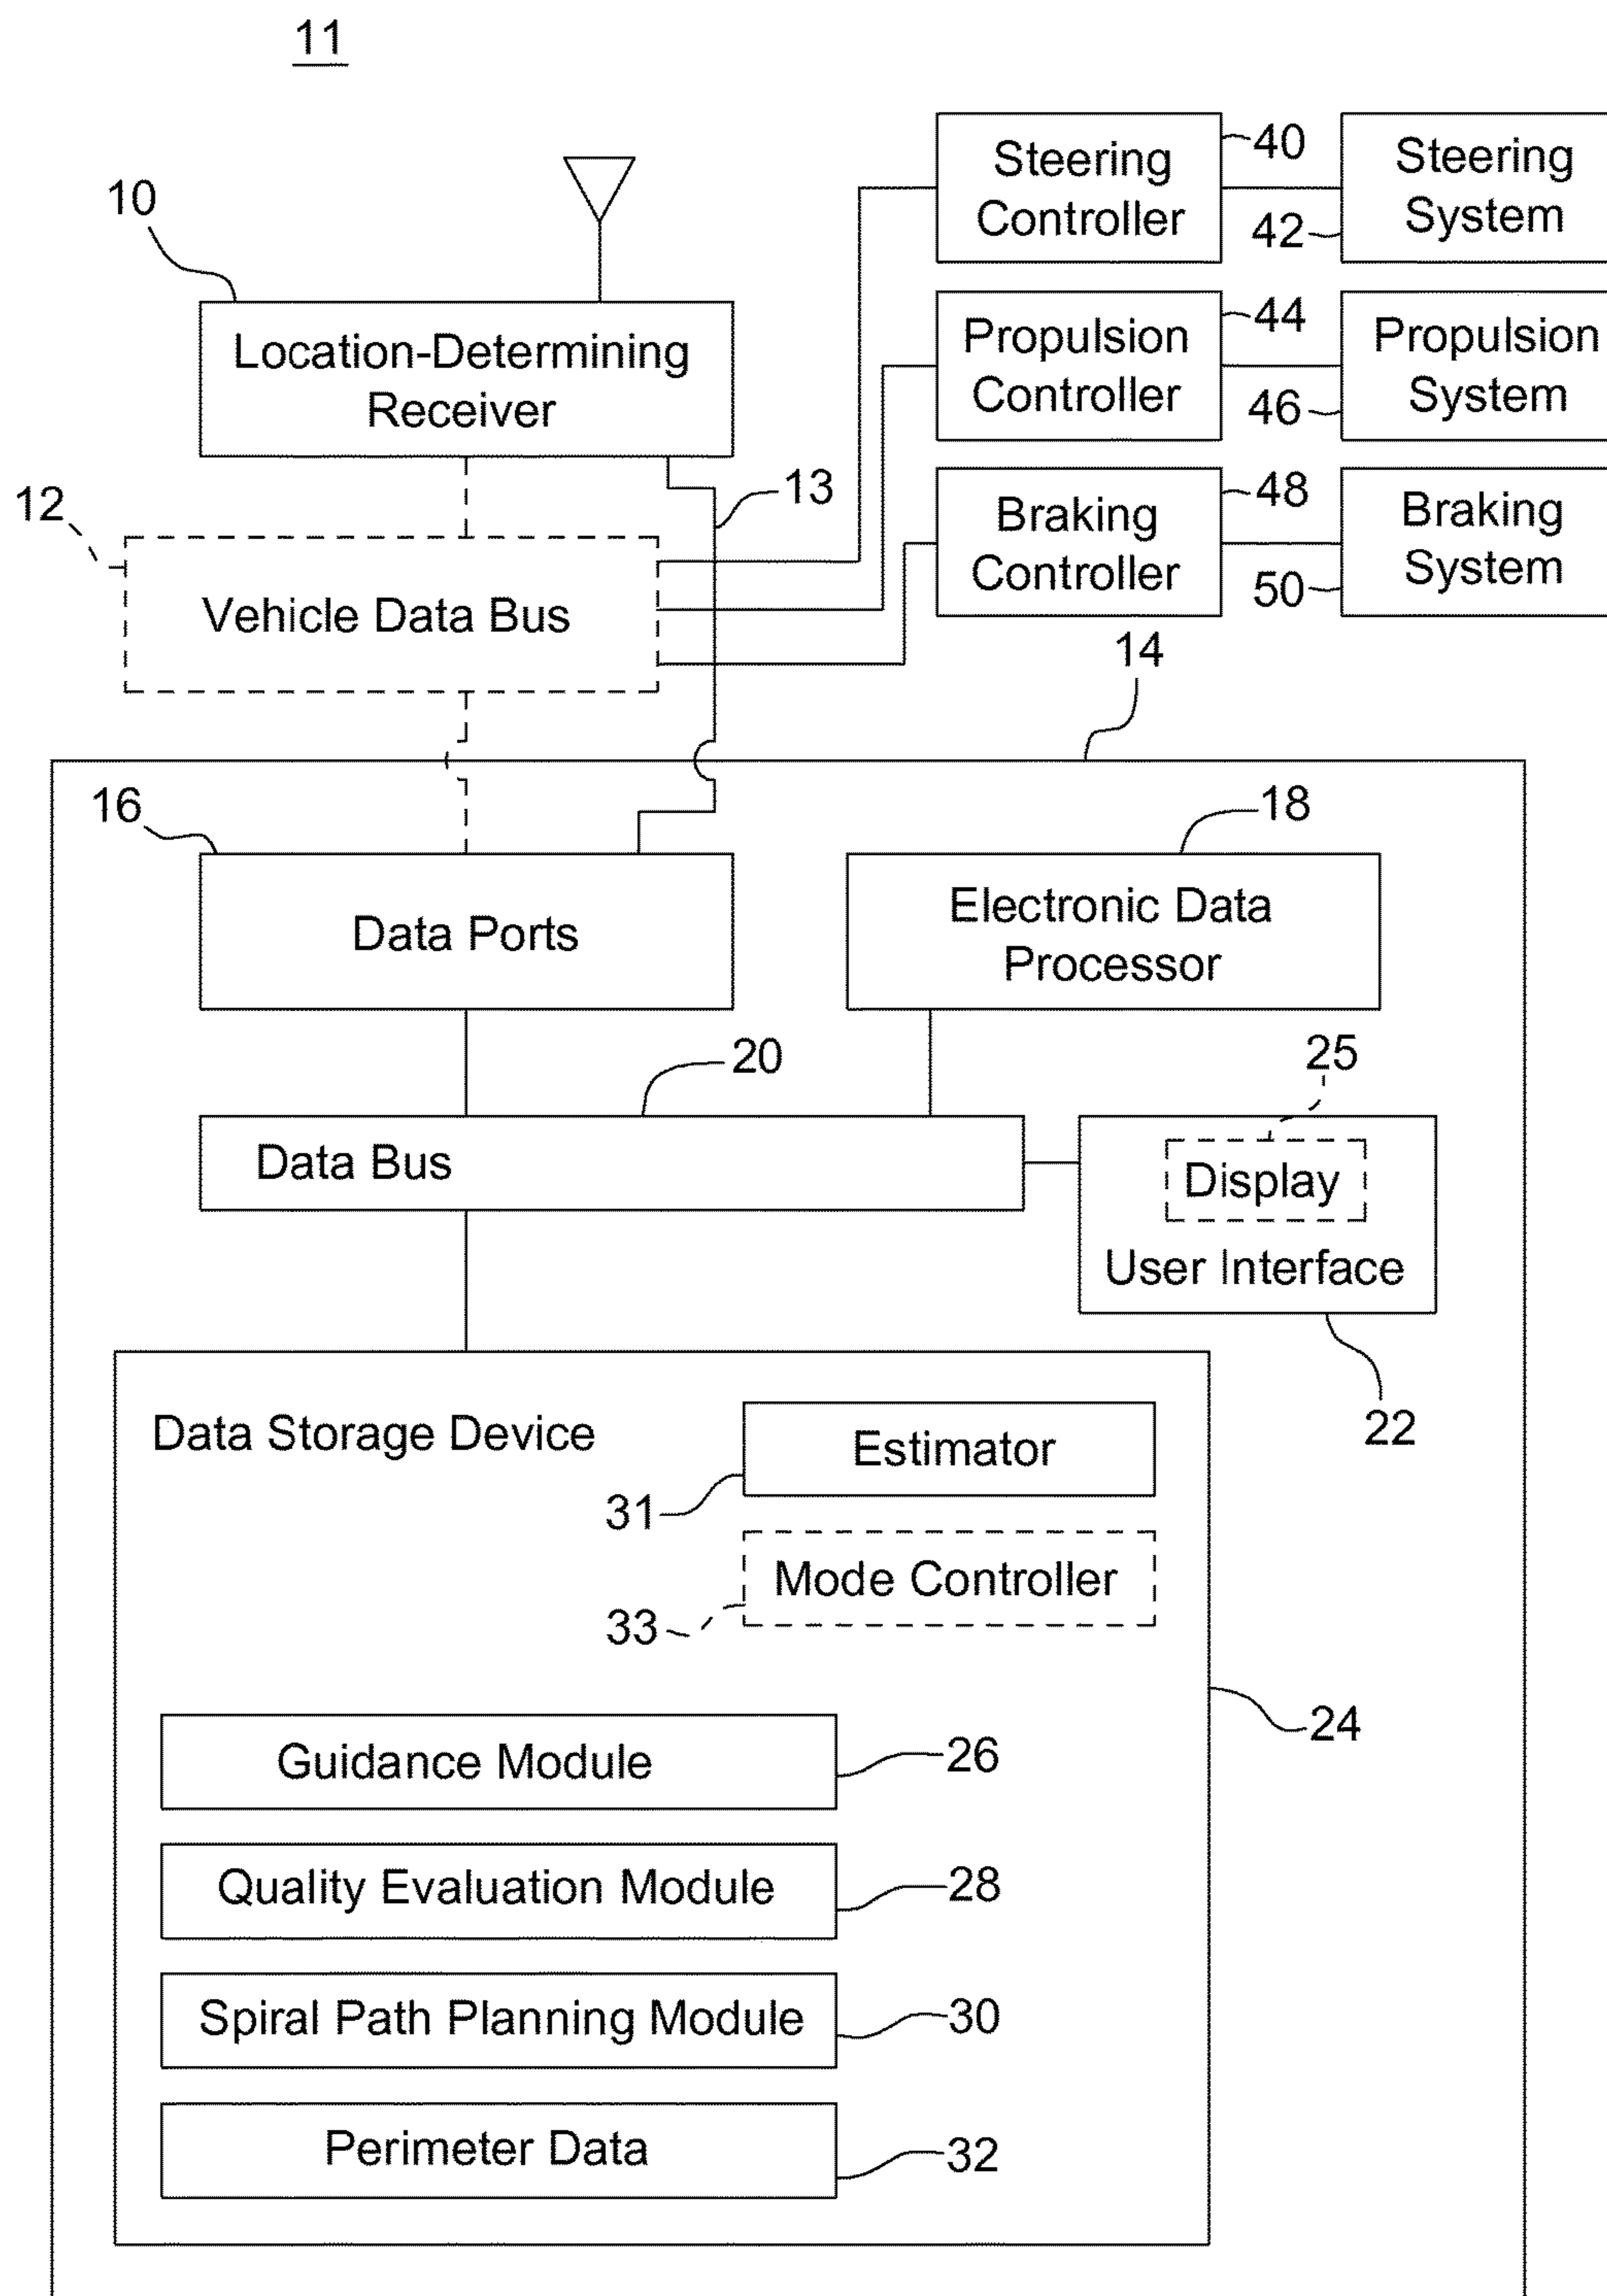 11
10
Location-Determining
Receiver
Steering
Controller
40
42
Steering
System
Propulsion
Controller
44
46
Propulsion
System
Braking
Controller
48
50
Braking
System
12
13
Vehicle Data Bus
14
16
Data Ports
18
Electronic Data
Processor
20
Data Bus
25
Display
User Interface
22
Data Storage Device
Estimator
31
Mode Controller
33
24
Guidance Module
26
Quality Evaluation Module
28
Spiral Path Planning Module
30
Perimeter Data
32